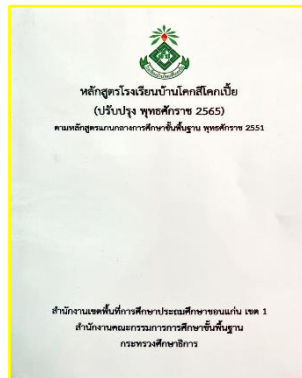 หลักสูตรโรงเรียนบ้านโคกสีโคกเปี้ย
(ปรับปรุง พุทธศักราช 2565)
ตามหลักสูตรแกนกลางการศึกษาขั้นพื้นฐาน พุทธศักราช 2551
สำนักงานเขตพื้นที่การศึกษาประถมศึกษาขอนแก่น เขต 1
สำนักงานคณะกรรมการการศึกษาขั้นพื้นฐาน
กระทรวงศึกษาธิการ